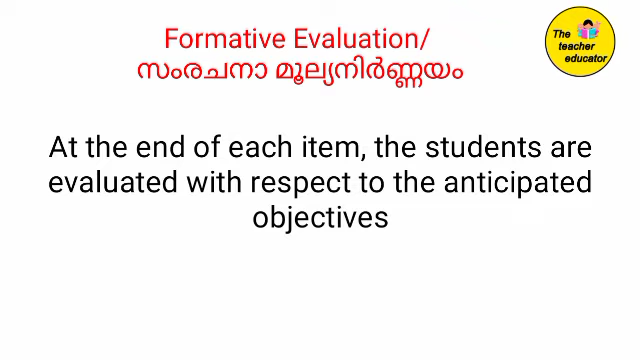 Formative Evaluation/
സംരചനാ മൂല്യനിർണ്ണയം
The
teacher
educator
At the end of each item, the students are
evaluated with respect to the anticipated
objectives